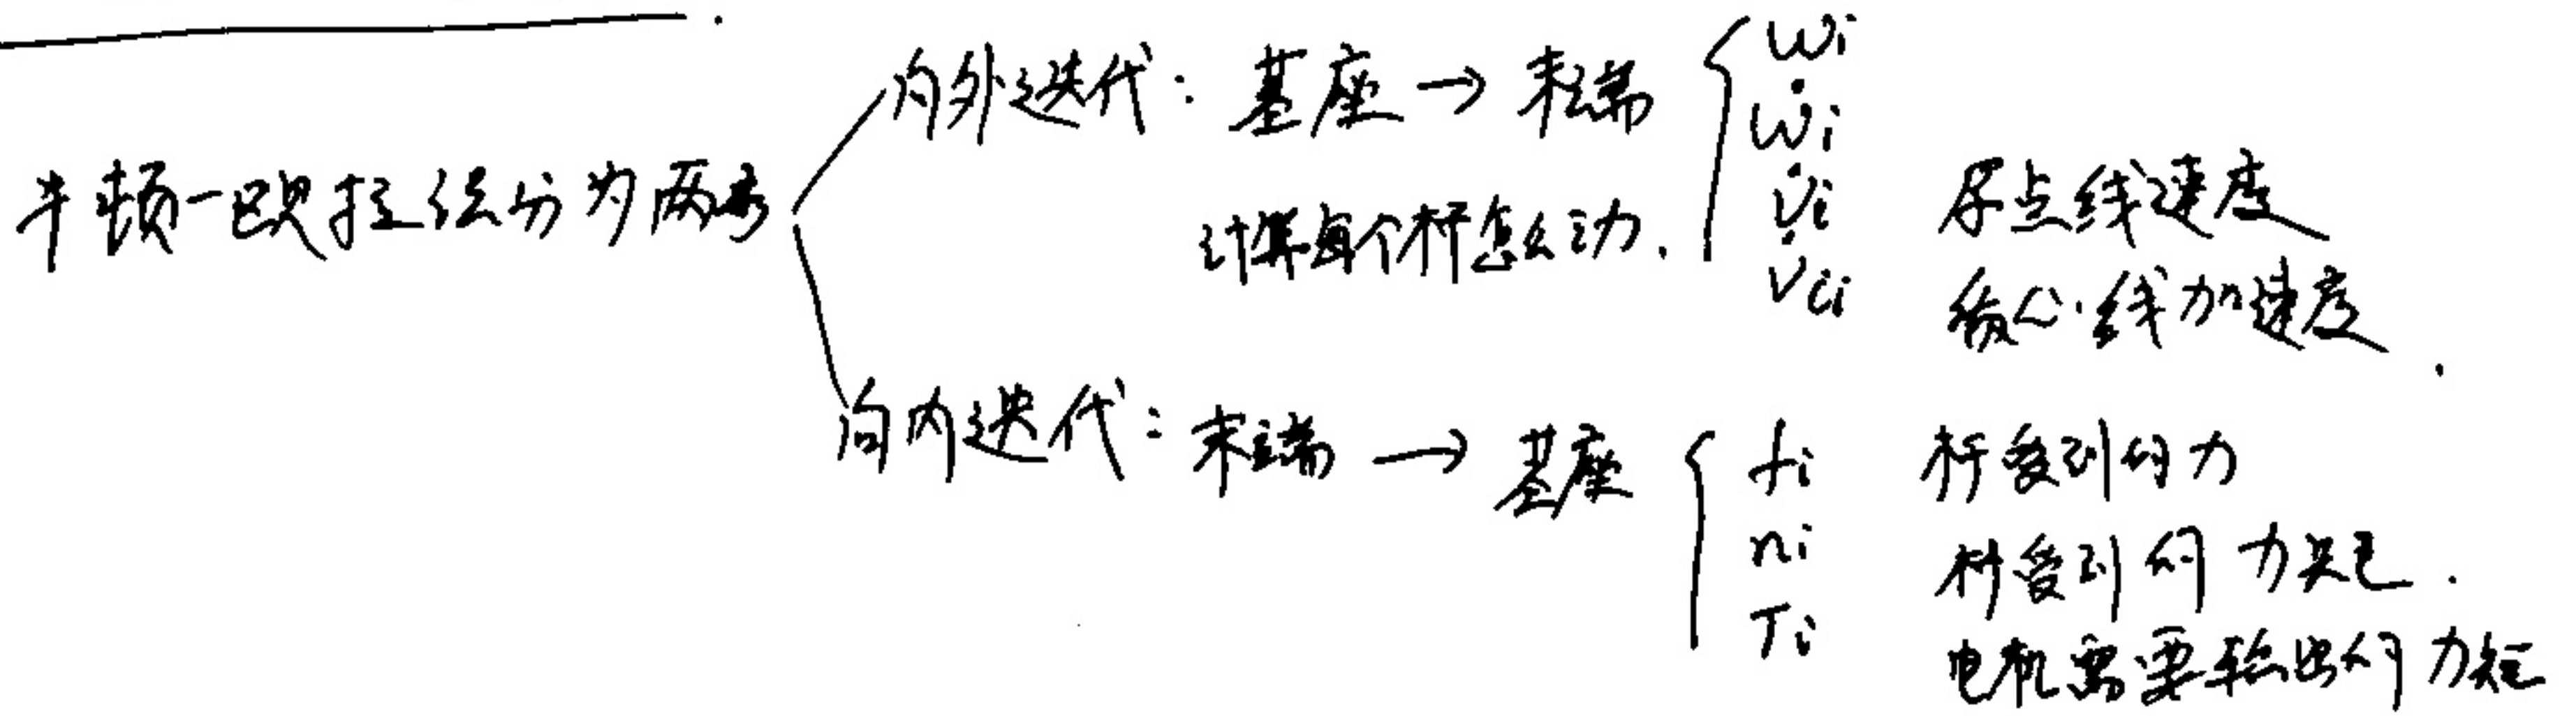 向外迭代: 基座 → 末端 { ωi
ω̇i
牛顿-欧拉法分为两步
v̇i 原点线速度
计算每个杆怎么动.
v̇ci 质心线加速度.
向内迭代: 末端 → 基座 { fi 杆受到的力
ni 杆受到的力矩.
τi 电机需要输出的力矩